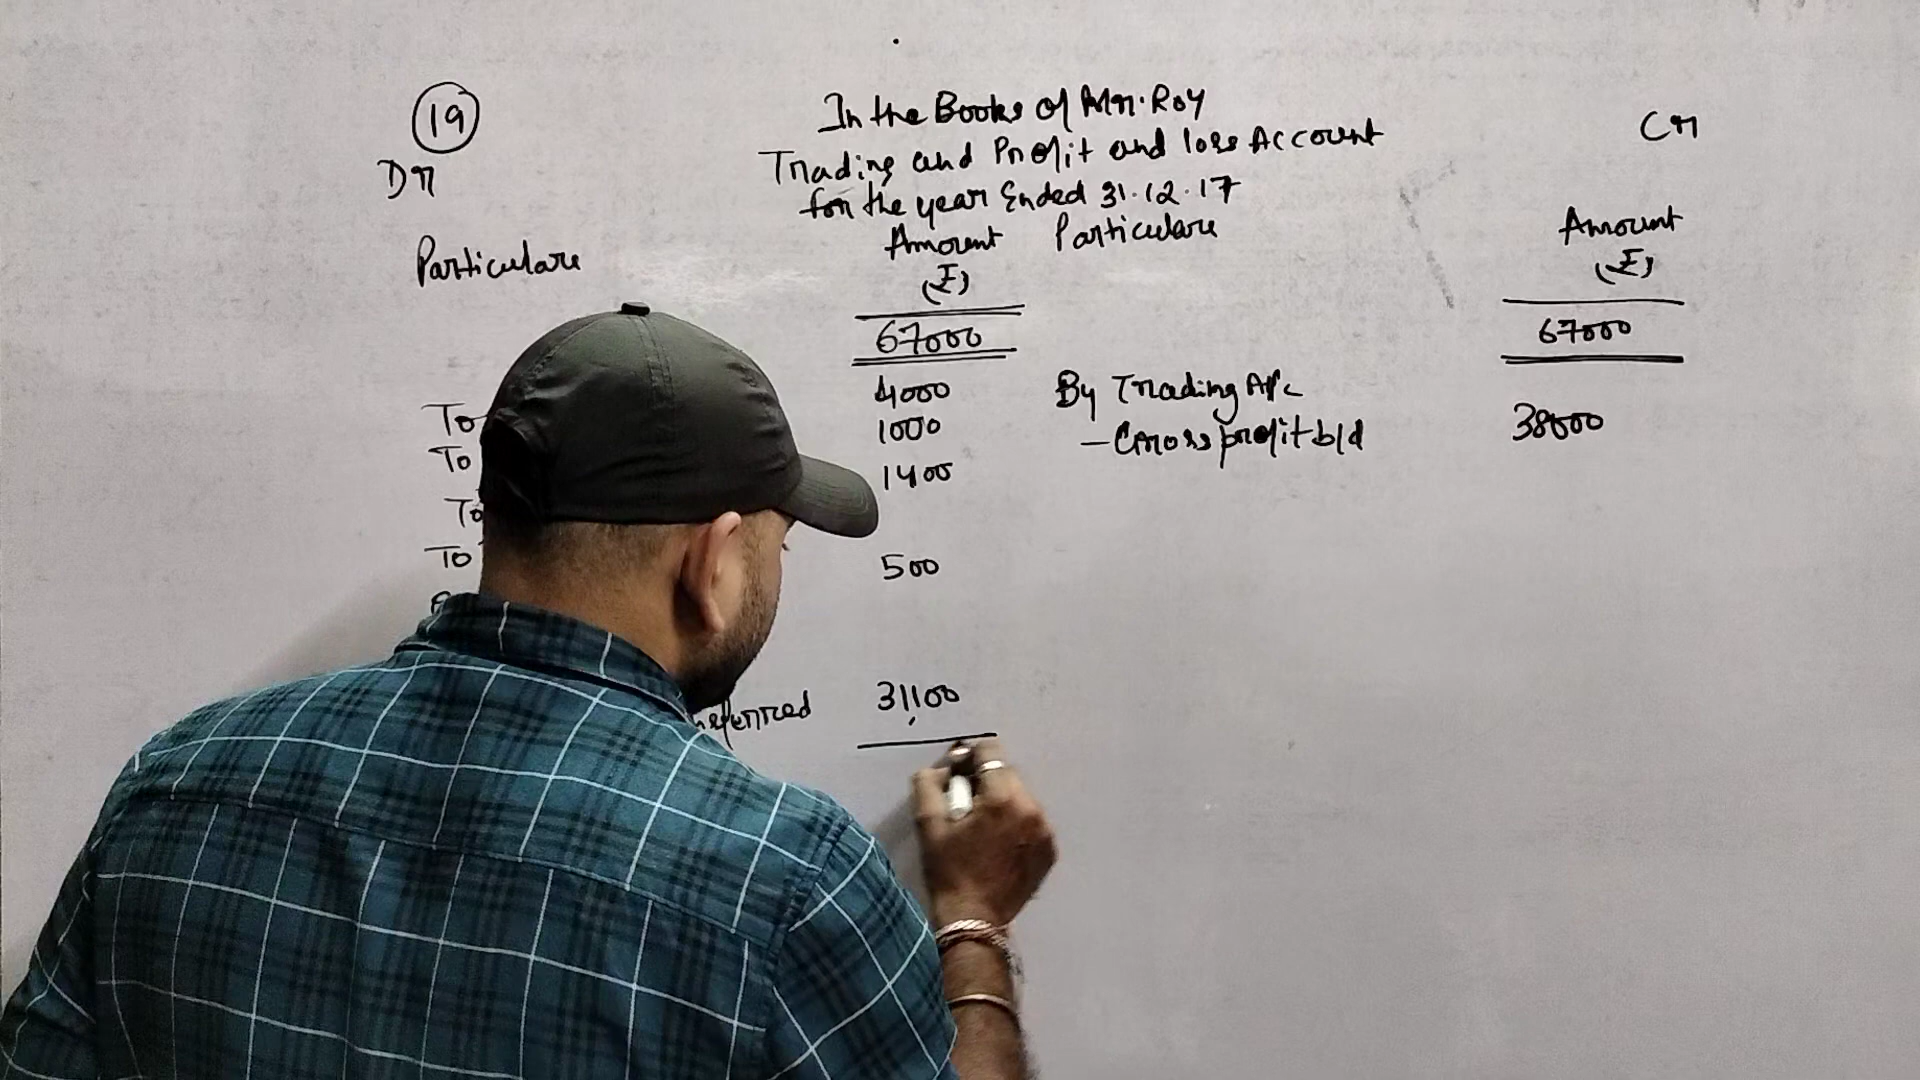 19
In the Books of Mr. Roy
Trading and Profit and loss Account
for the year Ended 31.12.17
Dr
Cr
Particulars
Amount
(₹)
Particulars
Amount
(₹)
67000
67000
To
4000
By Trading A/c
To
1000
- Gross profit b/d
38000
To
1400
To
500
31,100